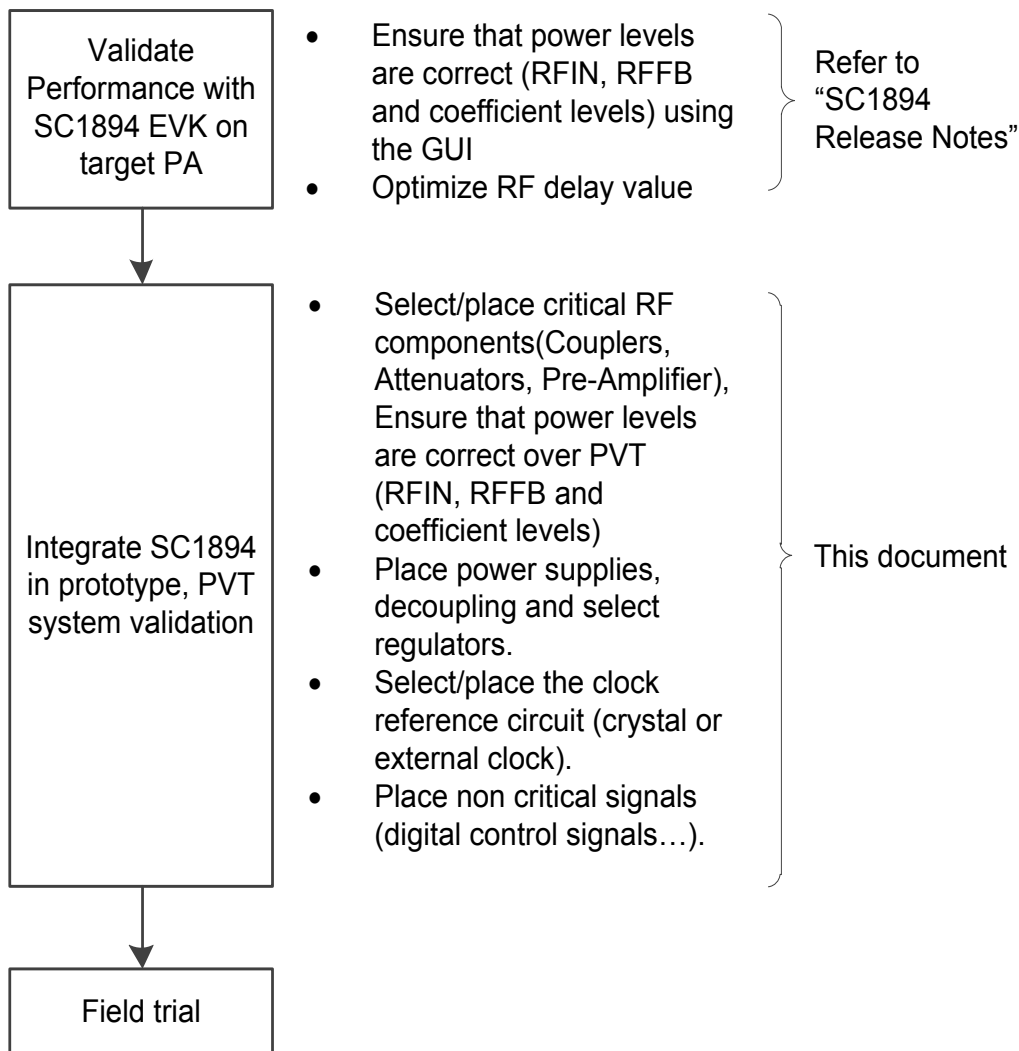 Validate
Performance with
SC1894 EVK on
target PA
• Ensure that power levels
are correct (RFIN, RFFB
and coefficient levels) using
the GUI
• Optimize RF delay value
Refer to
“SC1894
Release Notes”
Integrate SC1894
in prototype, PVT
system validation
• Select/place critical RF
components(Couplers,
Attenuators, Pre-Amplifier),
Ensure that power levels
are correct over PVT
(RFIN, RFFB and
coefficient levels)
• Place power supplies,
decoupling and select
regulators.
• Select/place the clock
reference circuit (crystal or
external clock).
• Place non critical signals
(digital control signals…).
This document
Field trial